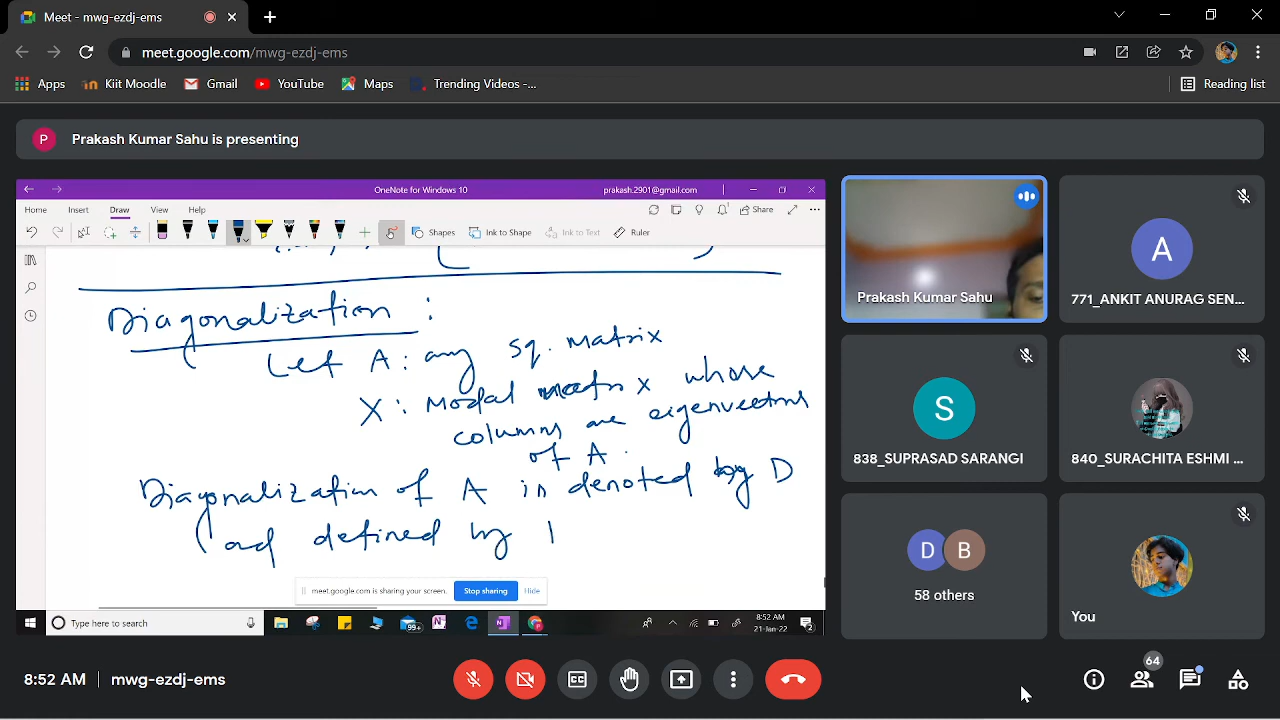 Meet - mwg-ezdj-ems
meet.google.com/mwg-ezdj-ems
Apps
Kiit Moodle
Gmail
YouTube
Maps
Trending Videos -...
Reading list
P
Prakash Kumar Sahu is presenting
OneNote for Windows 10
prakash.2901@gmail.com
Home
Insert
Draw
View
Help
Share
Shapes
Ink to Shape
Ink to Text
Ruler
Diagonalization :
Let A : any sq. matrix
X : Modal matrix whose
columns are eigenvectors
of A.
Diagonalization of A is denoted by D
and defined by
meet.google.com is sharing your screen.
Stop sharing
Hide
Type here to search
99+
8:52 AM
21-Jan-22
2
Prakash Kumar Sahu
A
771_ANKIT ANURAG SEN...
S
838_SUPRASAD SARANGI
840_SURACHITA ESHMI ...
D
B
58 others
You
8:52 AM
mwg-ezdj-ems
64